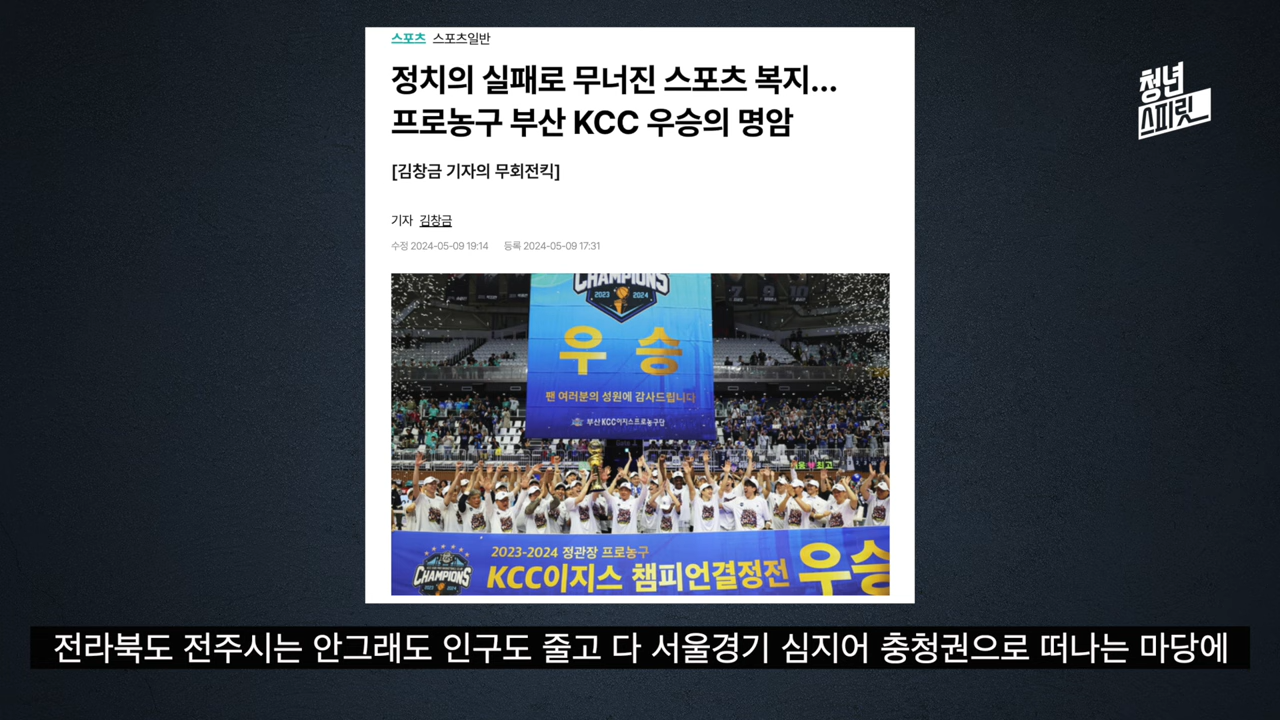 스포츠 스포츠일반
정치의 실패로 무너진 스포츠 복지…
프로농구 부산 KCC 우승의 명암
[김창금 기자의 무회전킥]
기자 김창금
수정 2024-05-09 19:14 등록 2024-05-09 17:31
청년
스피릿
CHAMPIONS
2023 2024
7 8 10
우승
팬 여러분의 성원에 감사드립니다
부산KCC이지스프로농구단
최고
2023-2024 정관장 프로농구
KCC이지스 챔피언결정전 우승
CHAMPIONS
2023 2024
전라북도 전주시는 안그래도 인구도 줄고 다 서울경기 심지어 충청권으로 떠나는 마당에